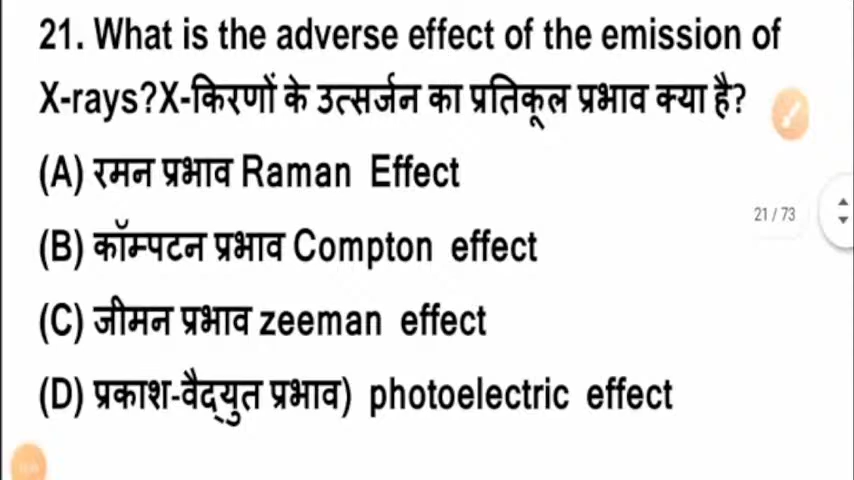 21. What is the adverse effect of the emission of
X-rays?X-किरणों के उत्सर्जन का प्रतिकूल प्रभाव क्या है?
(A) रमन प्रभाव Raman Effect
21 / 73
(B) कॉम्पटन प्रभाव Compton effect
(C) जीमन प्रभाव zeeman effect
(D) प्रकाश-वैद्युत प्रभाव) photoelectric effect